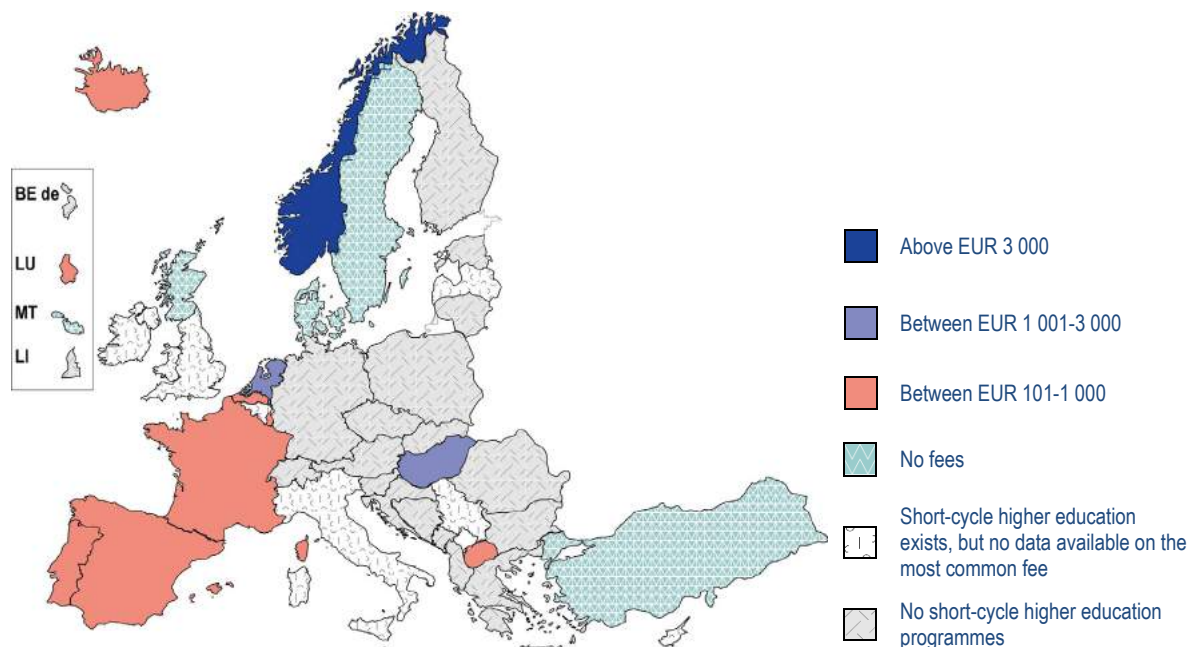 BE de
LU
MT
LI
Above EUR 3 000
Between EUR 1 001-3 000
Between EUR 101-1 000
No fees
Short-cycle higher education
exists, but no data available on the
most common fee
No short-cycle higher education
programmes